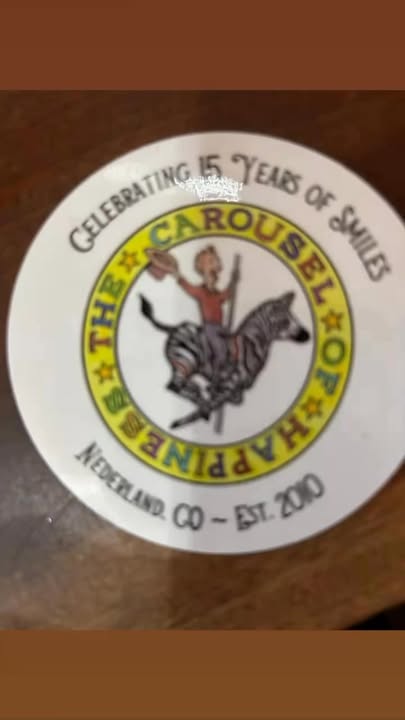 CELEBRATING 15 YEARS OF SMILES
THE CAROUSEL OF HAPPINESS
NEDERLAND, CO ~ EST. 2010